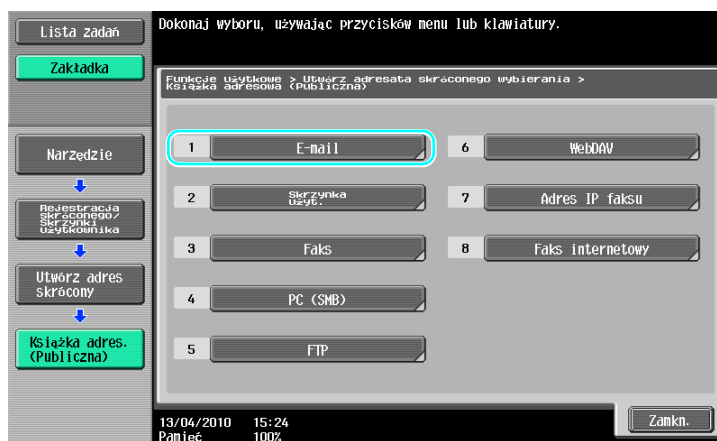 Lista zadań
Dokonaj wyboru, używając przycisków menu lub klawiatury.
Zakładka
Funkcje użytkowe > Utwórz adresata skróconego wybierania >
Książka adresowa (Publiczna)
1 E-mail
6 WebDAV
Narzędzie
2 Skrzynka
Użyt.
7 Adres IP faksu
Rejestracja
skróconego/
Skrzynki
użytkownika
3 Faks
8 Faks internetowy
Utwórz adres
skrócony
4 PC (SMB)
Książka adres.
(Publiczna)
5 FTP
13/04/2010 15:24
Pamięć 100%
Zamkn.